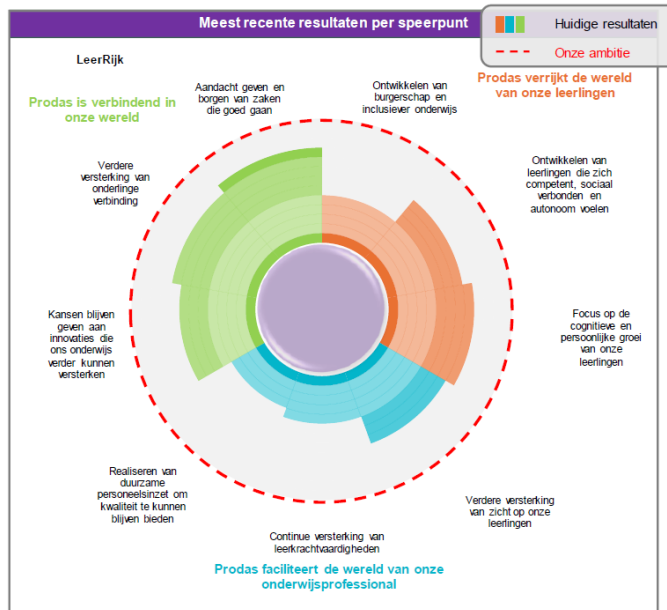 Meest recente resultaten per speerpunt
Huidige resultaten
Onze ambitie
LeerRijk
Prodas is verbindend in
onze wereld
Aandacht geven en
borgen van zaken
die goed gaan
Ontwikkelen van
burgerschap en
inclusiever onderwijs
Prodas verrijkt de wereld
van onze leerlingen
Verdere
versterking van
onderlinge
verbinding
Ontwikkelen van
leerlingen die zich
competent, sociaal
verbonden en
autonoom voelen
Kansen blijven
geven aan
innovaties die
ons onderwijs
verder kunnen
versterken
Focus op de
cognitieve en
persoonlijke groei
van onze
leerlingen
Realiseren van
duurzame
personeelsinzet om
kwaliteit te kunnen
blijven bieden
Verdere versterking
van zicht op onze
leerlingen
Continue versterking van
leerkrachtvaardigheden
Prodas faciliteert de wereld van onze
onderwijsprofessional